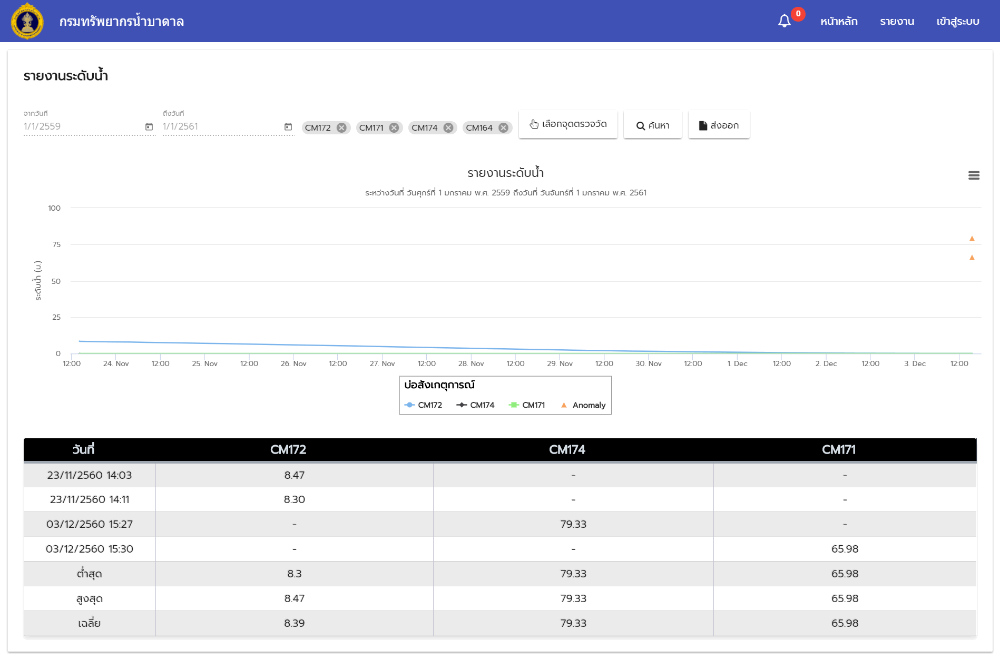 กรมทรัพยากรน้ำบาดาล
0
หน้าหลัก
รายงาน
เข้าสู่ระบบ
รายงานระดับน้ำ
จากวันที่
1/1/2559
ถึงวันที่
1/1/2561
CM172
CM171
CM174
CM164
เลือกจุดตรวจวัด
ค้นหา
ส่งออก
รายงานระดับน้ำ
ระหว่างวันที่ วันศุกร์ที่ 1 มกราคม พ.ศ. 2559 ถึงวันที่ วันจันทร์ที่ 1 มกราคม พ.ศ. 2561
ระดับน้ำ (ม.)
100
75
50
25
0
12:00 24. Nov 12:00 25. Nov 12:00 26. Nov 12:00 27. Nov 12:00 28. Nov 12:00 29. Nov 12:00 30. Nov 12:00 1. Dec 12:00 2. Dec 12:00 3. Dec 12:00
บ่อสังเกตุการณ์
CM172 CM174 CM171 Anomaly
วันที่ CM172 CM174 CM171
23/11/2560 14:03 8.47 - -
23/11/2560 14:11 8.30 - -
03/12/2560 15:27 - 79.33 -
03/12/2560 15:30 - - 65.98
ต่ำสุด 8.3 79.33 65.98
สูงสุด 8.47 79.33 65.98
เฉลี่ย 8.39 79.33 65.98